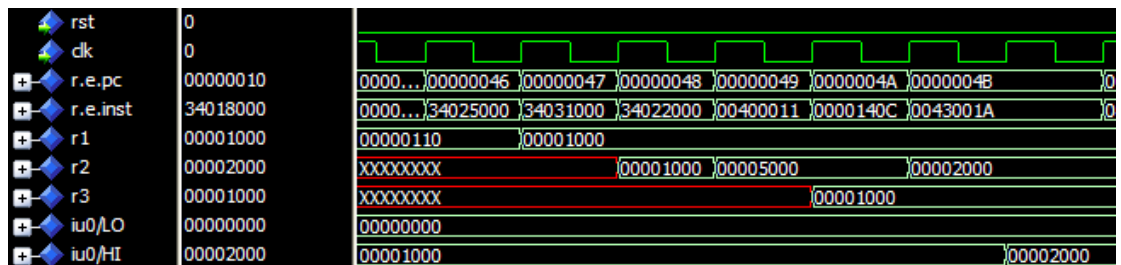 rst 0
clk 0
r.e.pc 00000010 0000... 00000046 00000047 00000048 00000049 0000004A 0000004B 0
r.e.inst 34018000 0000... 34025000 34031000 34022000 00400011 0000140C 0043001A 0
r1 00001000 00000110 00001000
r2 00002000 XXXXXXXX 00001000 00005000 00002000
r3 00001000 XXXXXXXX 00001000
iu0/LO 00000000 00000000
iu0/HI 00002000 00001000 00002000